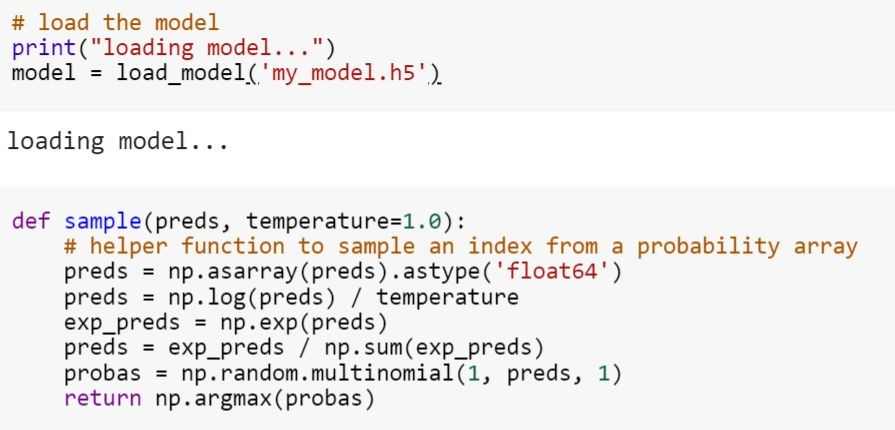 # load the model
print("loading model...")
model = load_model('my_model.h5')
loading model...
def sample(preds, temperature=1.0):
    # helper function to sample an index from a probability array
    preds = np.asarray(preds).astype('float64')
    preds = np.log(preds) / temperature
    exp_preds = np.exp(preds)
    preds = exp_preds / np.sum(exp_preds)
    probas = np.random.multinomial(1, preds, 1)
    return np.argmax(probas)